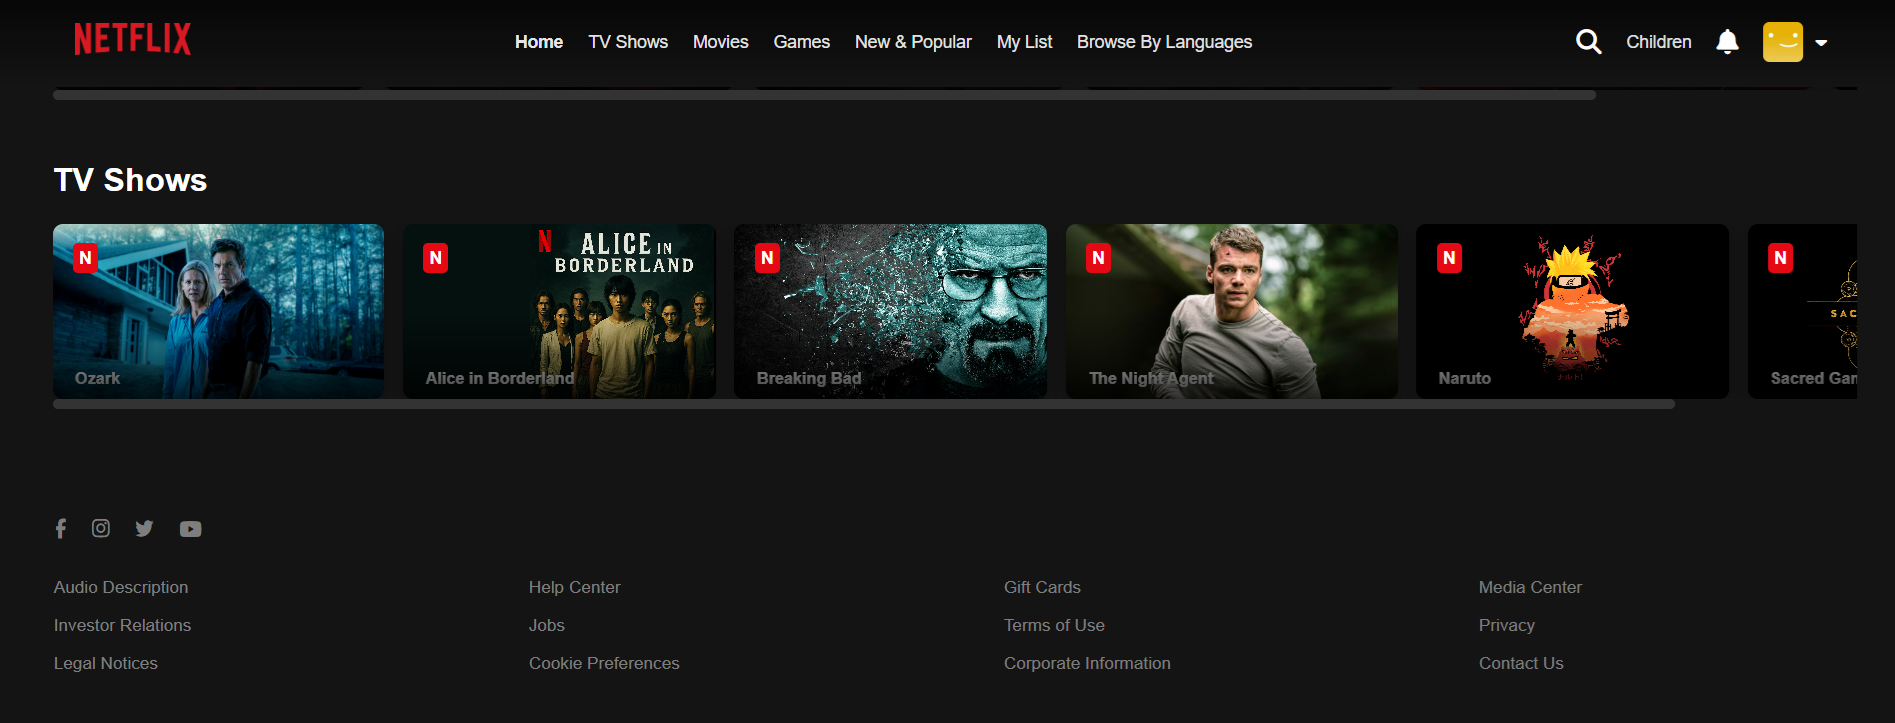 NETFLIX
Home TV Shows Movies Games New & Popular My List Browse By Languages
Children
TV Shows
N
Ozark
N
N
ALICE IN
BORDERLAND
Alice in Borderland
N
Breaking Bad
N
The Night Agent
N
Naruto
N
SAC
Sacred Gan
Audio Description Help Center Gift Cards Media Center
Investor Relations Jobs Terms of Use Privacy
Legal Notices Cookie Preferences Corporate Information Contact Us